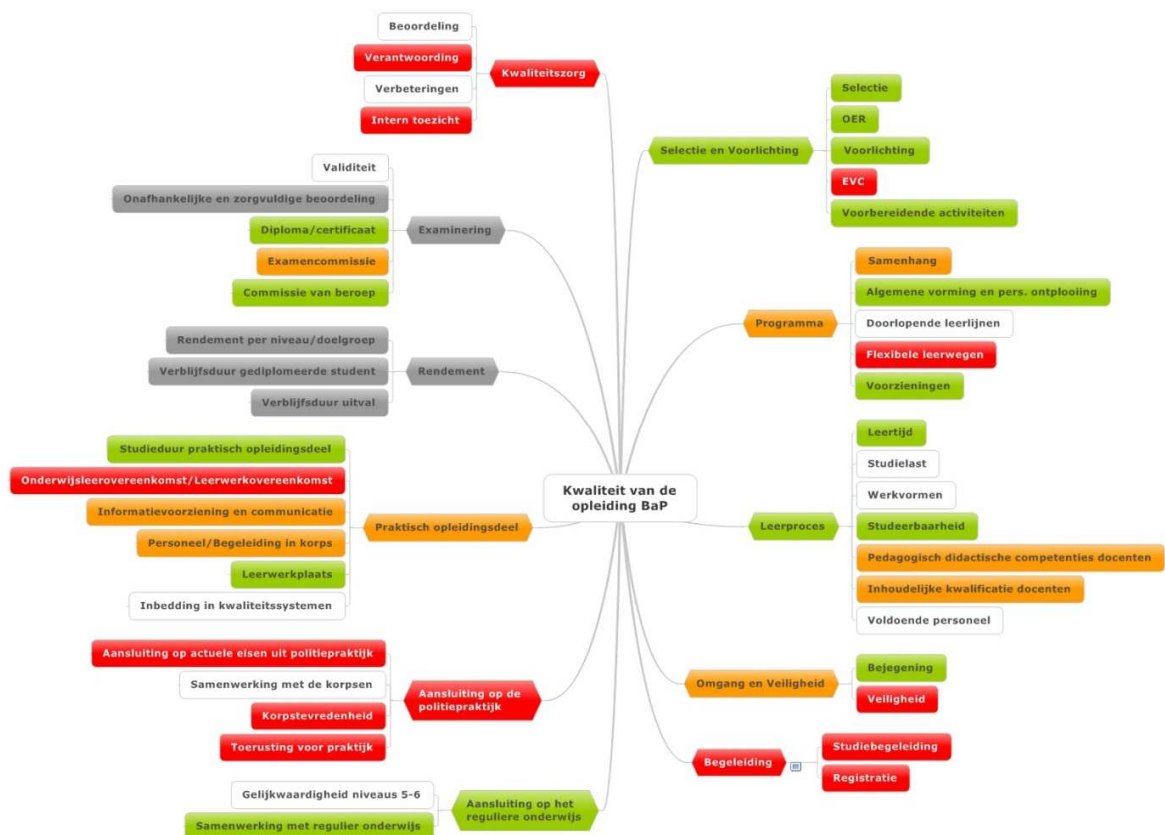 Beoordeling
Verantwoording
Verbeteringen
Intern toezicht
Kwaliteitszorg
Validiteit
Onafhankelijke en zorgvuldige beoordeling
Diploma/certificaat
Examencommissie
Commissie van beroep
Examinering
Rendement per niveau/doelgroep
Verblijfsduur gediplomeerde student
Verblijfsduur uitval
Rendement
Studieduur praktisch opleidingsdeel
Onderwijsleerovereenkomst/Leerwerkovereenkomst
Informatievoorziening en communicatie
Personeel/Begeleiding in korps
Leerwerkplaats
Inbedding in kwaliteitssystemen
Praktisch opleidingsdeel
Aansluiting op actuele eisen uit politiepraktijk
Samenwerking met de korpsen
Korpstevredenheid
Toerusting voor praktijk
Aansluiting op de
politiepraktijk
Gelijkwaardigheid niveaus 5-6
Samenwerking met regulier onderwijs
Aansluiting op het
reguliere onderwijs
Kwaliteit van de
opleiding BaP
Selectie en Voorlichting
Selectie
OER
Voorlichting
EVC
Voorbereidende activiteiten
Programma
Samenhang
Algemene vorming en pers. ontplooiing
Doorlopende leerlijnen
Flexibele leerwegen
Voorzieningen
Leerproces
Leertijd
Studielast
Werkvormen
Studeerbaarheid
Pedagogisch didactische competenties docenten
Inhoudelijke kwalificatie docenten
Voldoende personeel
Omgang en Veiligheid
Bejegening
Veiligheid
Begeleiding
Studiebegeleiding
Registratie